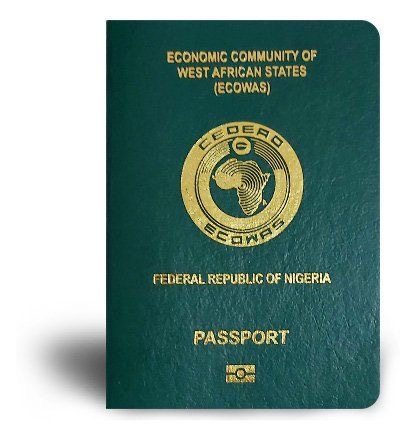 ECONOMIC COMMUNITY OF
WEST AFRICAN STATES
(ECOWAS)
CEDEAO
ECOWAS
FEDERAL REPUBLIC OF NIGERIA
PASSPORT